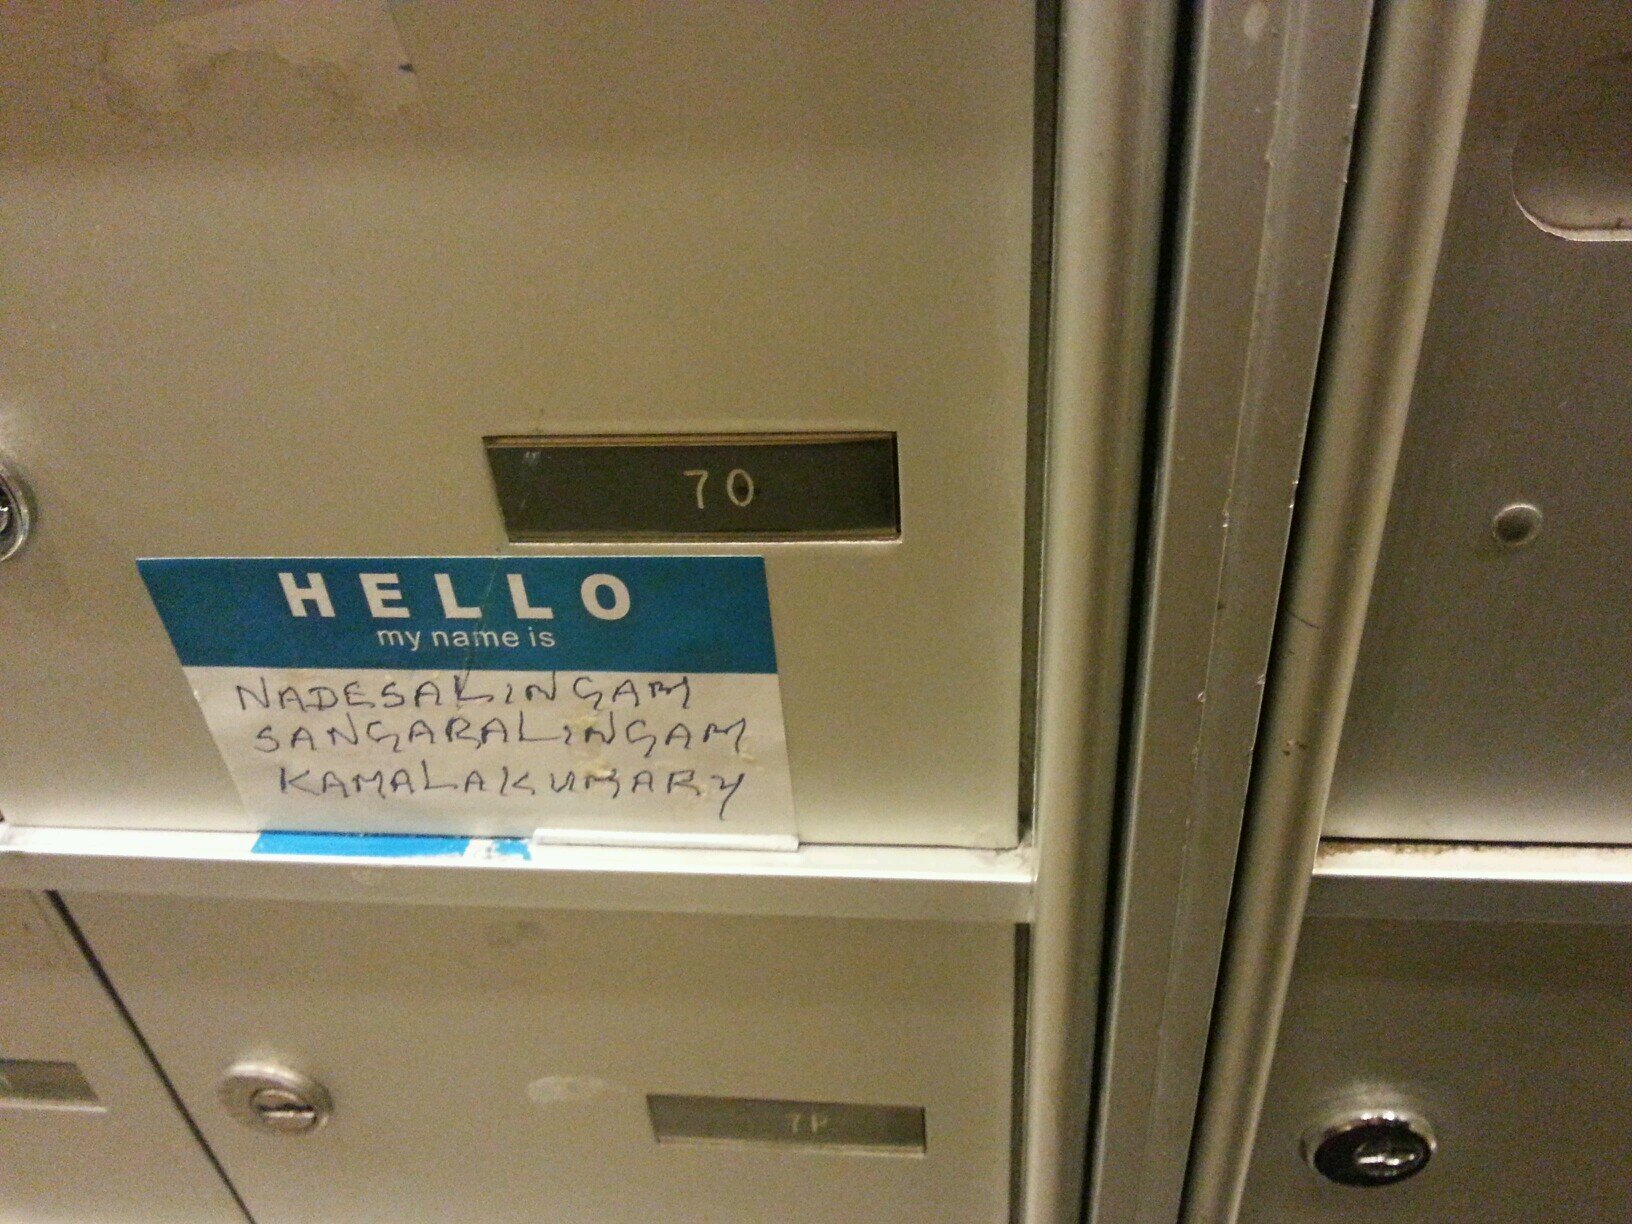 70
HELLO
my name is
NADESALINGAM
SANGARALINGAM
KAMALAKUMARY